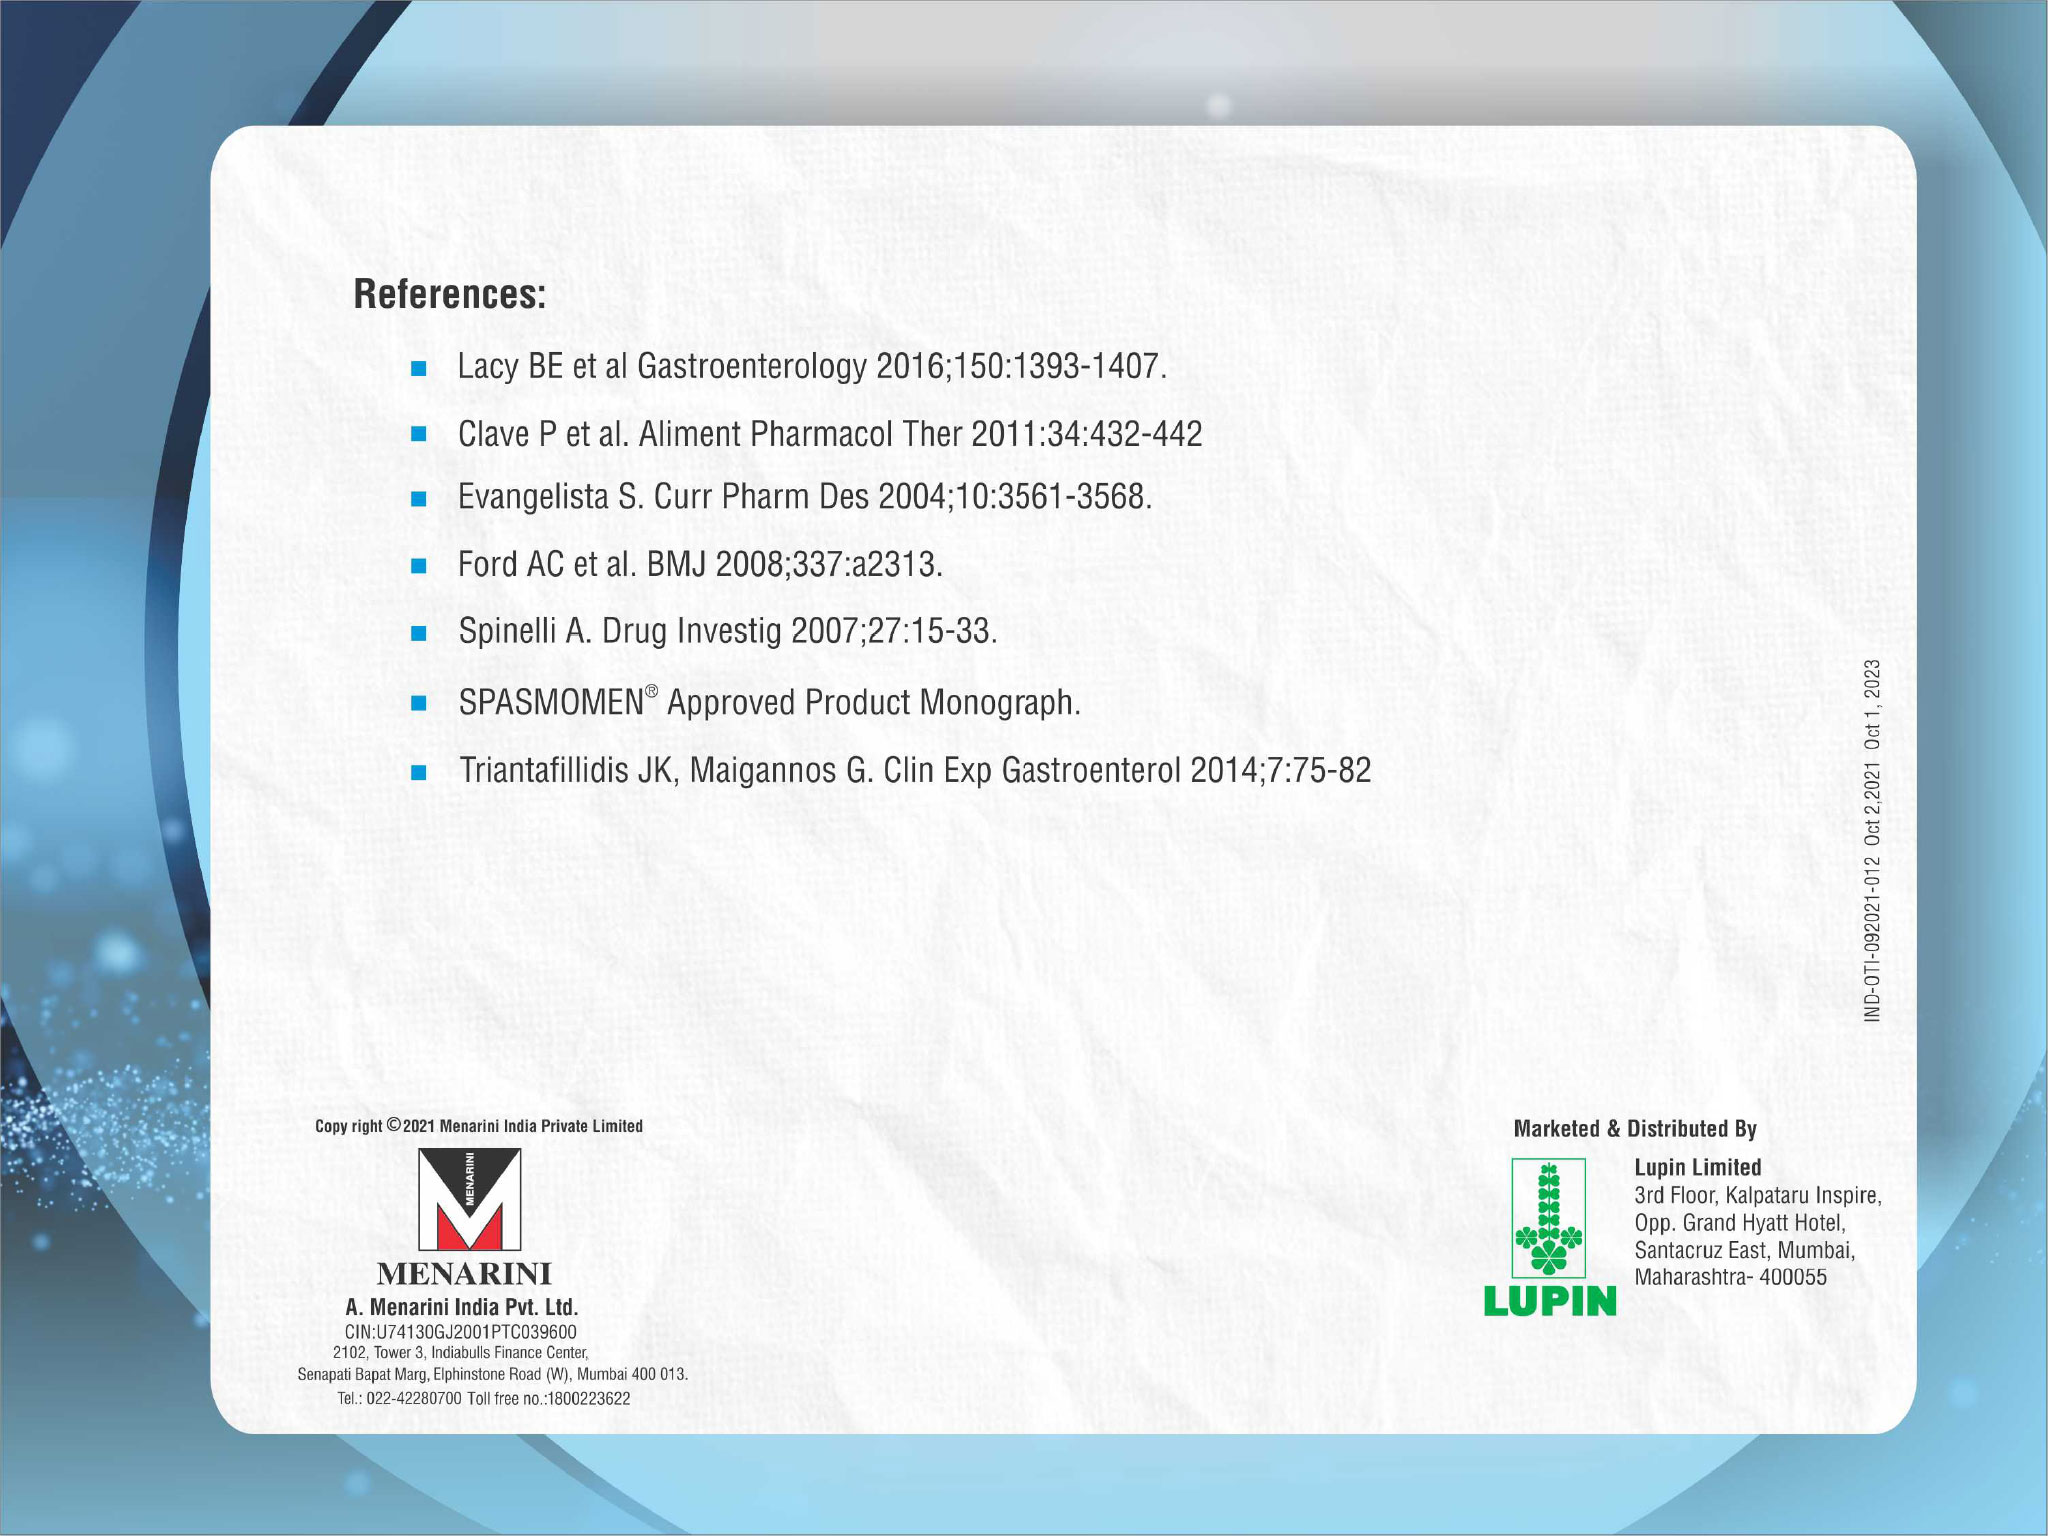 References:
Lacy BE et al Gastroenterology 2016;150:1393-1407.
Clave P et al. Aliment Pharmacol Ther 2011:34:432-442
Evangelista S. Curr Pharm Des 2004;10:3561-3568.
Ford AC et al. BMJ 2008;337:a2313.
Spinelli A. Drug Investig 2007;27:15-33.
SPASMOMEN® Approved Product Monograph.
Triantafillidis JK, Maigannos G. Clin Exp Gastroenterol 2014;7:75-82
IND-OTI-092021-012 Oct 2,2021 Oct 1, 2023
Copy right ©2021 Menarini India Private Limited
MENARINI
MENARINI
A. Menarini India Pvt. Ltd.
CIN:U74130GJ2001PTC039600
2102, Tower 3, Indiabulls Finance Center,
Senapati Bapat Marg, Elphinstone Road (W), Mumbai 400 013.
Tel.: 022-42280700 Toll free no.:1800223622
Marketed & Distributed By
Lupin Limited
3rd Floor, Kalpataru Inspire,
Opp. Grand Hyatt Hotel,
Santacruz East, Mumbai,
Maharashtra- 400055
LUPIN